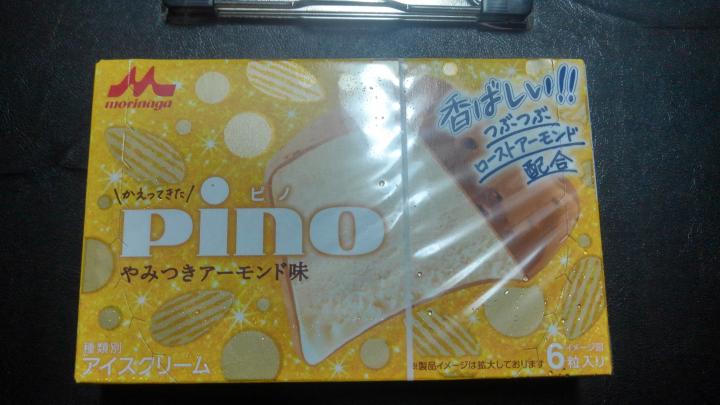 morinaga
香ばしい!!
つぶつぶ
ローストアーモンド
配合
\かえってきた/
ピノ
pino
やみつきアーモンド味
種類別
アイスクリーム
※製品イメージは拡大しております
イメージ図
6粒入り